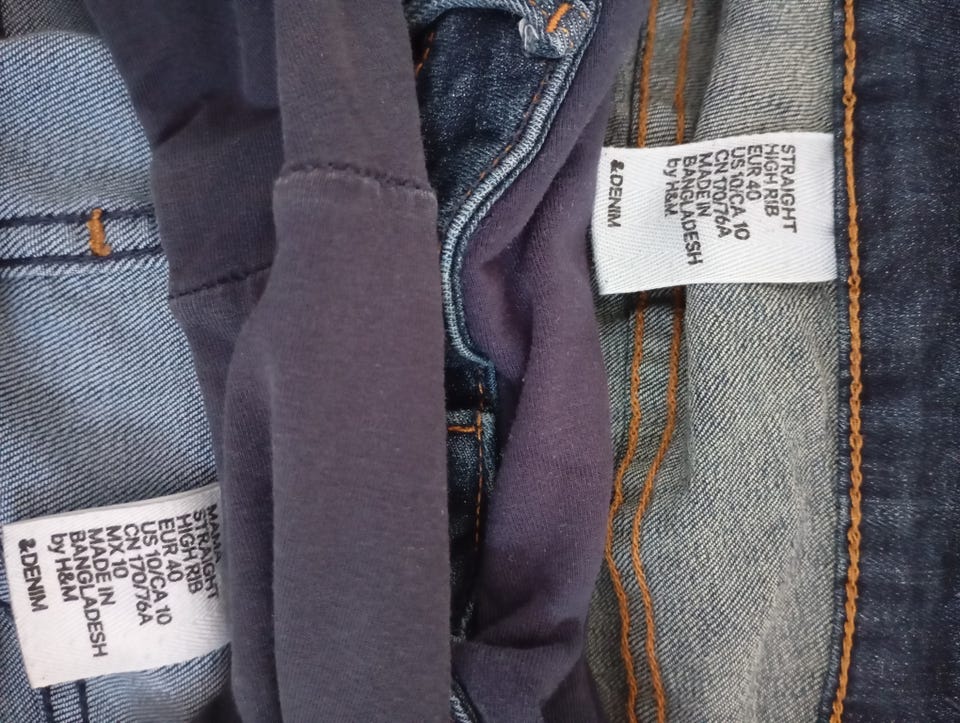 MAMA
STRAIGHT
HIGH RIB
EUR 40
US 10/CA 10
CN 170/76A
MX 10
MADE IN
BANGLADESH
by H&M
&DENIM
STRAIGHT
HIGH RIB
EUR 40
US 10/CA 10
CN 170/76A
MADE IN
BANGLADESH
by H&M
&DENIM